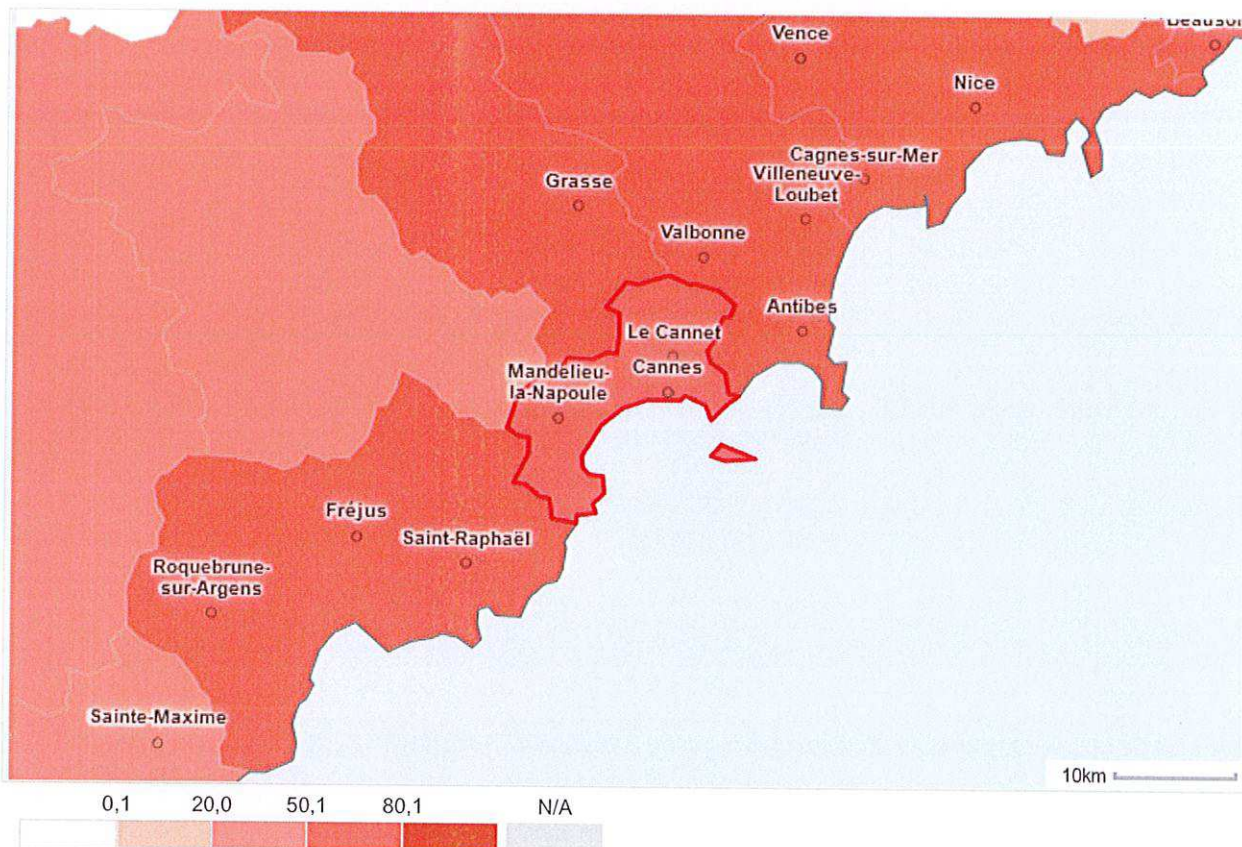 Beausol
Vence
Nice
Cagnes-sur-Mer
Villeneuve-
Loubet
Grasse
Valbonne
Antibes
Le Cannet
Cannes
Mandelieu-
la-Napoule
Fréjus
Saint-Raphaël
Roquebrune-
sur-Argens
Sainte-Maxime
10km
0,1 20,0 50,1 80,1 N/A